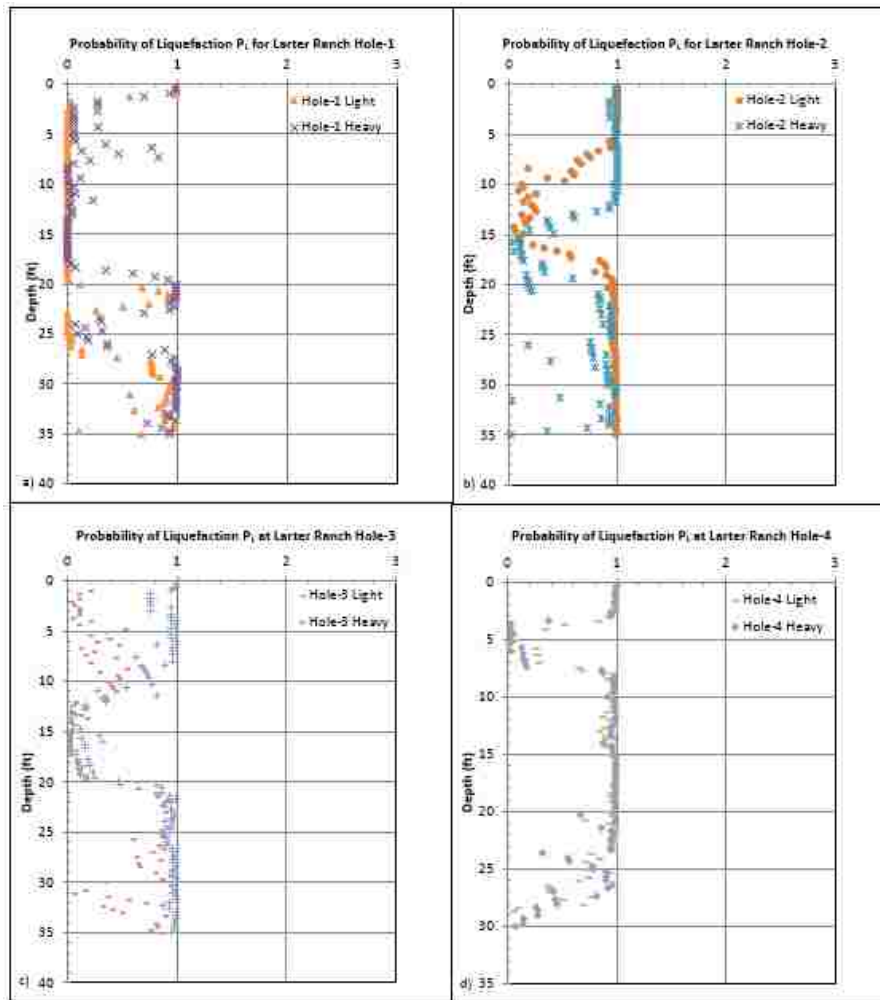 Probability of Liquefaction PL for Larter Ranch Hole-1
0 1 2 3
0
5
10
15
20
25
30
35
40
Depth (ft)
Hole-1 Light
Hole-1 Heavy
a)
Probability of Liquefaction PL for Larter Ranch Hole-2
0 1 2 3
0
5
10
15
20
25
30
35
40
Depth (ft)
Hole-2 Light
Hole-2 Heavy
b)
Probability of Liquefaction PL at Larter Ranch Hole-3
0 1 2 3
0
5
10
15
20
25
30
35
40
Depth (ft)
Hole-3 Light
Hole-3 Heavy
c)
Probability of Liquefaction PL at Larter Ranch Hole-4
0 1 2 3
0
5
10
15
20
25
30
35
Depth (ft)
Hole-4 Light
Hole-4 Heavy
d)